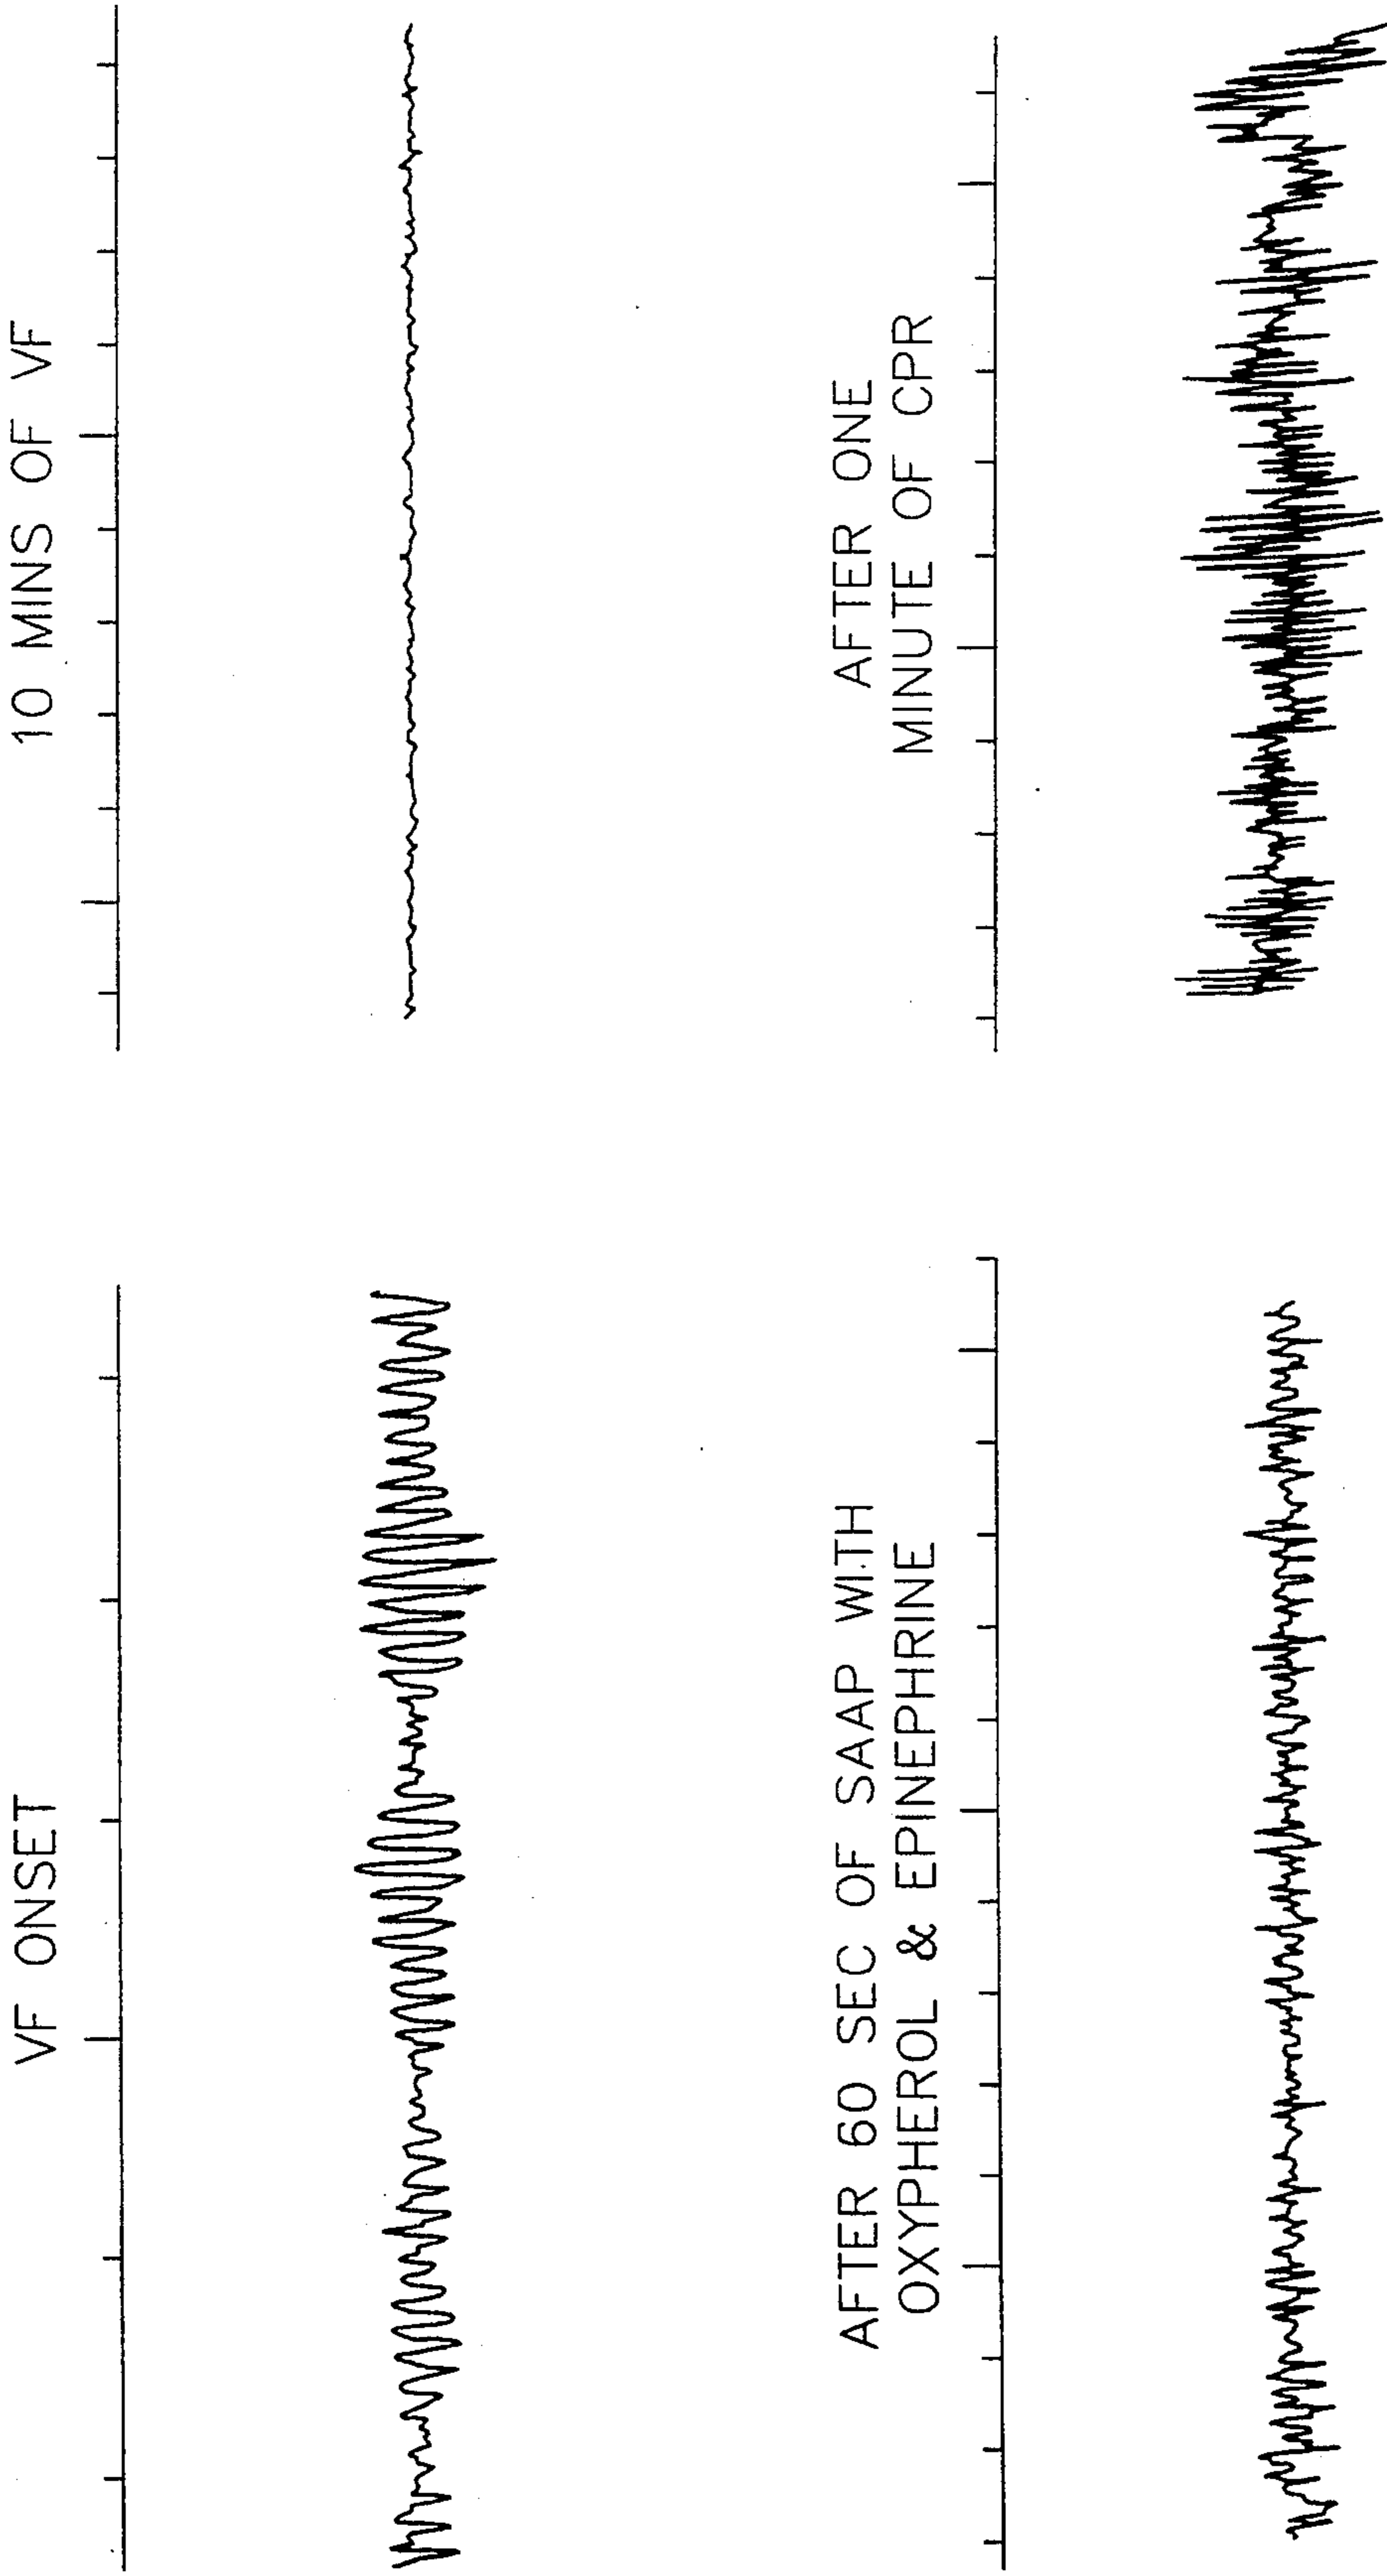 VF ONSET
10 MINS OF VF
AFTER 60 SEC OF SAAP WITH
OXYPHEROL & EPINEPHRINE
AFTER ONE
MINUTE OF CPR